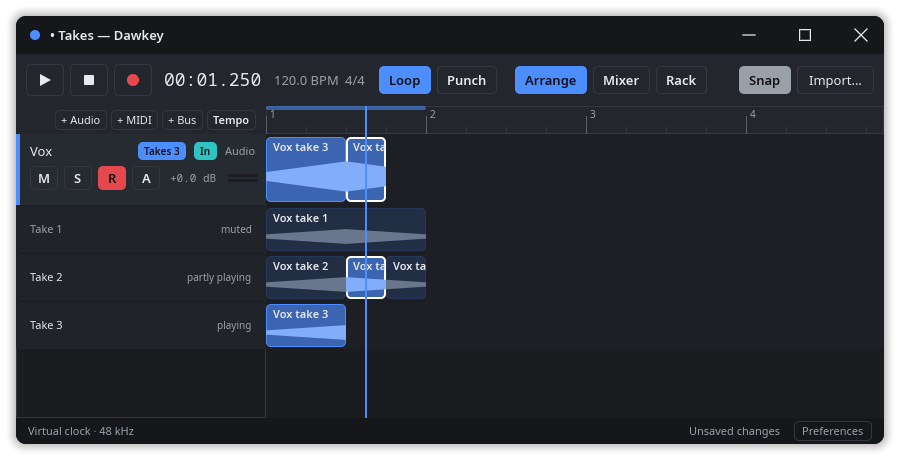 • Takes — Dawkey
00:01.250 120.0 BPM 4/4 Loop Punch Arrange Mixer Rack Snap Import...
+ Audio + MIDI + Bus Tempo 1 2 3 4
Vox Takes 3 In Audio Vox take 3 Vox ta
M S R A +0.0 dB
Take 1 muted Vox take 1
Take 2 partly playing Vox take 2 Vox ta Vox ta
Take 3 playing Vox take 3
Virtual clock · 48 kHz Unsaved changes Preferences